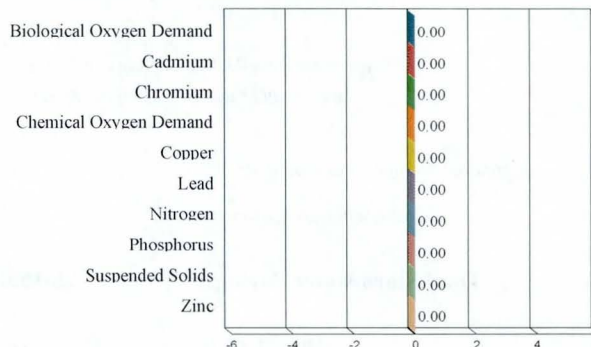 Biological Oxygen Demand 0.00
Cadmium 0.00
Chromium 0.00
Chemical Oxygen Demand 0.00
Copper 0.00
Lead 0.00
Nitrogen 0.00
Phosphorus 0.00
Suspended Solids 0.00
Zinc 0.00
-6 -4 -2 0 2 4